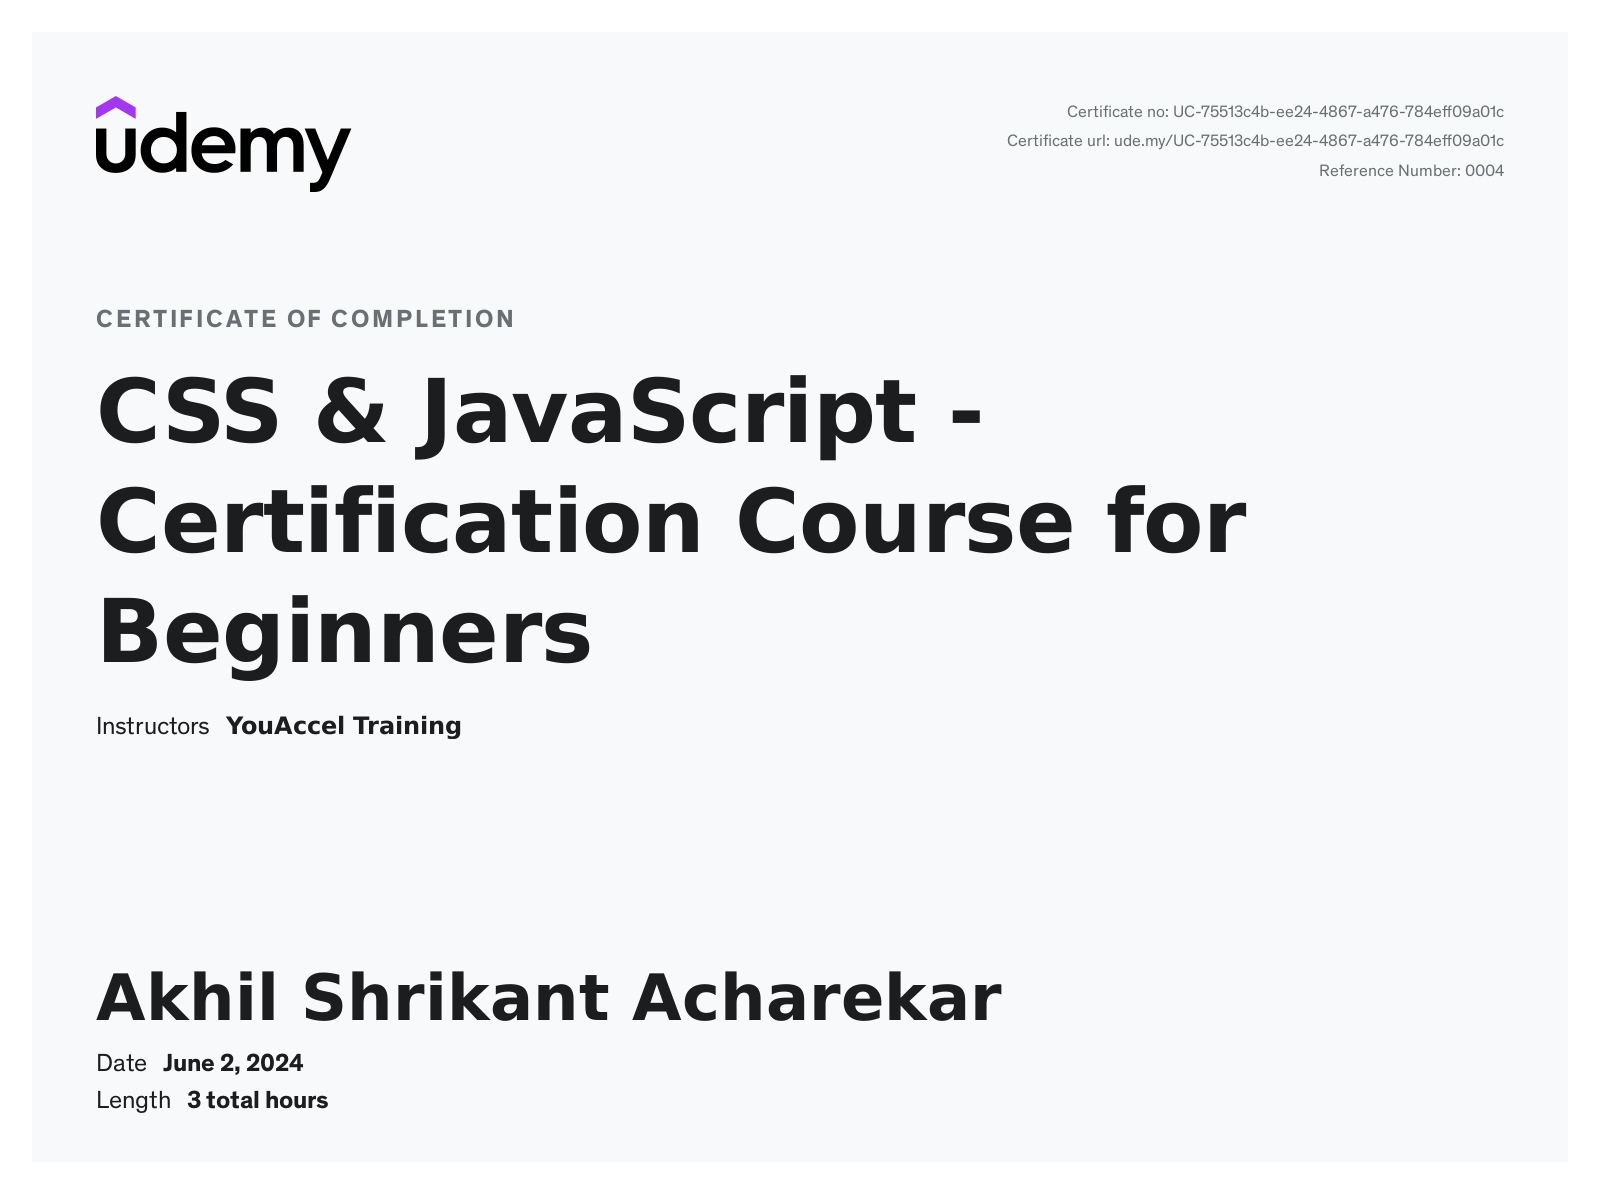 udemy
Certificate no: UC-75513c4b-ee24-4867-a476-784eff09a01c
Certificate url: ude.my/UC-75513c4b-ee24-4867-a476-784eff09a01c
Reference Number: 0004
CERTIFICATE OF COMPLETION
CSS & JavaScript -
Certification Course for
Beginners
Instructors YouAccel Training
Akhil Shrikant Acharekar
Date June 2, 2024
Length 3 total hours